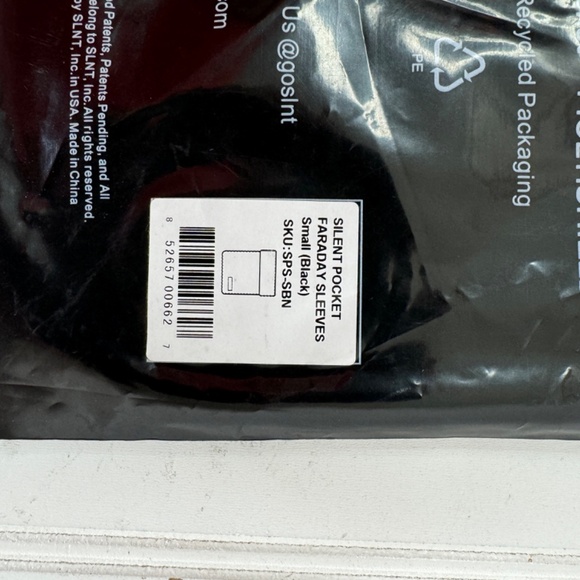 Recycled Packaging
PE
Us @goslnt
om
d Patents, Patents Pending, and All
elong to SLNT, Inc. All rights reserved.
by SLNT, Inc. in USA. Made in China
SILENT POCKET
FARADAY SLEEVES
Small (Black)
SKU:SPS-SBN
8 52657 00662 7